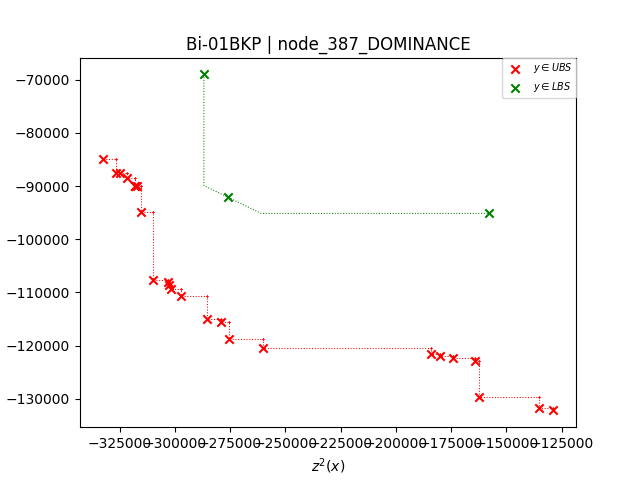 Bi-01BKP | node_387_DOMINANCE
y ∈ UBS
y ∈ LBS
−70000
−80000
−90000
−100000
−110000
−120000
−130000
−325000 −300000 −275000 −250000 −225000 −200000 −175000 −150000 −125000
z²(x)